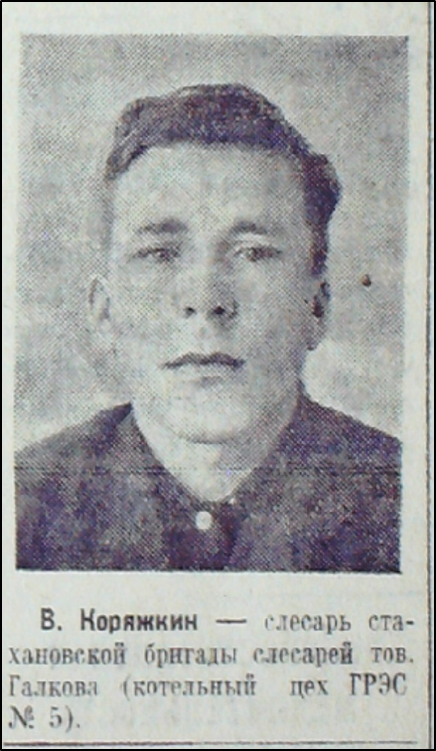 В. Коряжкин — слесарь ста-
хановской бригады слесарей тов.
Галкова (котельный цех ГРЭС
№ 5).